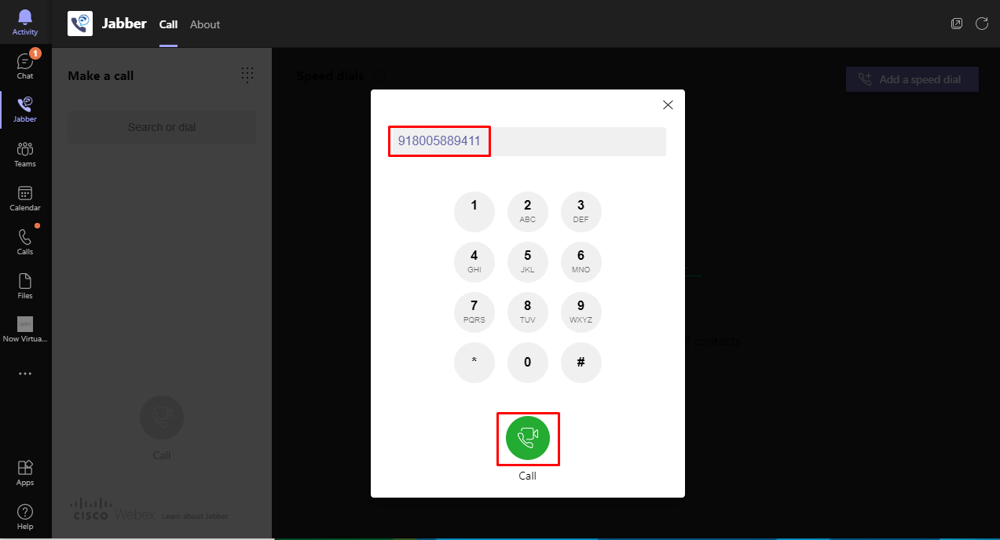 Activity
1
Chat
Jabber
Teams
Calendar
Calls
Files
Now Virtua...
Apps
Help
Jabber
Call
About
Make a call
Search or dial
Call
CISCO Webex Learn about Jabber
Speed dials
Add a speed dial
contacts
918005889411
1
2
ABC
3
DEF
4
GHI
5
JKL
6
MNO
7
PQRS
8
TUV
9
WXYZ
*
0
#
Call